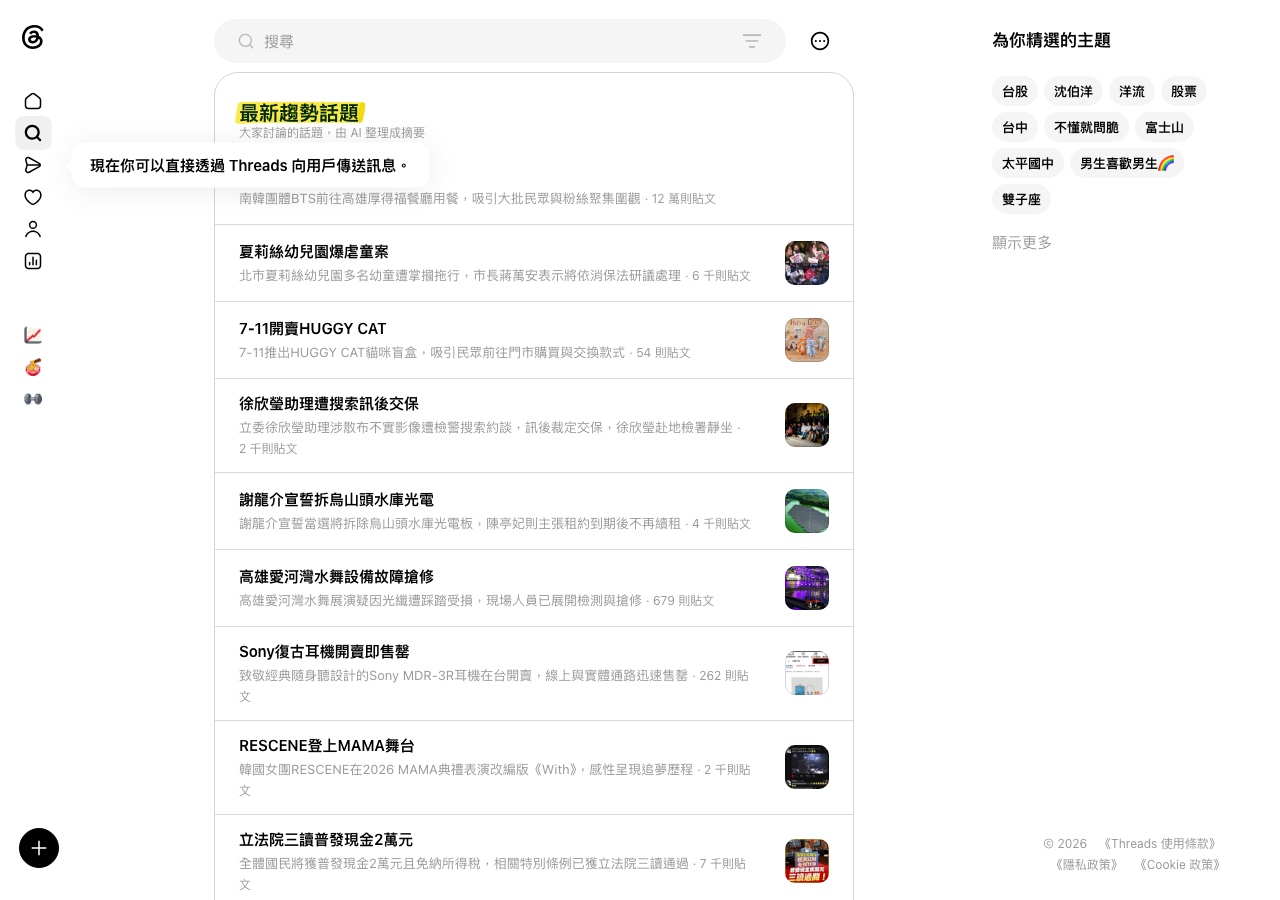 搜尋
最新趨勢話題
大家討論的話題，由 AI 整理成摘要
現在你可以直接透過 Threads 向用戶傳送訊息。
南韓團體BTS前往高雄厚得福餐廳用餐，吸引大批民眾與粉絲聚集圍觀 · 12 萬則貼文
夏莉絲幼兒園爆虐童案
北市夏莉絲幼兒園多名幼童遭掌摑拖行，市長蔣萬安表示將依消保法研議處理 · 6 千則貼文
7-11開賣HUGGY CAT
7-11推出HUGGY CAT貓咪盲盒，吸引民眾前往門市購買與交換款式 · 54 則貼文
徐欣瑩助理遭搜索訊後交保
立委徐欣瑩助理涉散布不實影像遭檢警搜索約談，訊後裁定交保，徐欣瑩赴地檢署靜坐 ·
2 千則貼文
謝龍介宣誓拆烏山頭水庫光電
謝龍介宣誓當選將拆除烏山頭水庫光電板，陳亭妃則主張租約到期後不再續租 · 4 千則貼文
高雄愛河灣水舞設備故障搶修
高雄愛河灣水舞展演疑因光纖遭踩踏受損，現場人員已展開檢測與搶修 · 679 則貼文
Sony復古耳機開賣即售罄
致敬經典隨身聽設計的Sony MDR-3R耳機在台開賣，線上與實體通路迅速售罄 · 262 則貼
文
RESCENE登上MAMA舞台
韓國女團RESCENE在2026 MAMA典禮表演改編版《With》，感性呈現追夢歷程 · 2 千則貼
文
立法院三讀普發現金2萬元
全體國民將獲普發現金2萬元且免納所得稅，相關特別條例已獲立法院三讀通過 · 7 千則貼
文
為你精選的主題
台股 沈伯洋 洋流 股票
台中 不懂就問脆 富士山
太平國中 男生喜歡男生🌈
雙子座
顯示更多
© 2026 《Threads 使用條款》
《隱私政策》 《Cookie 政策》